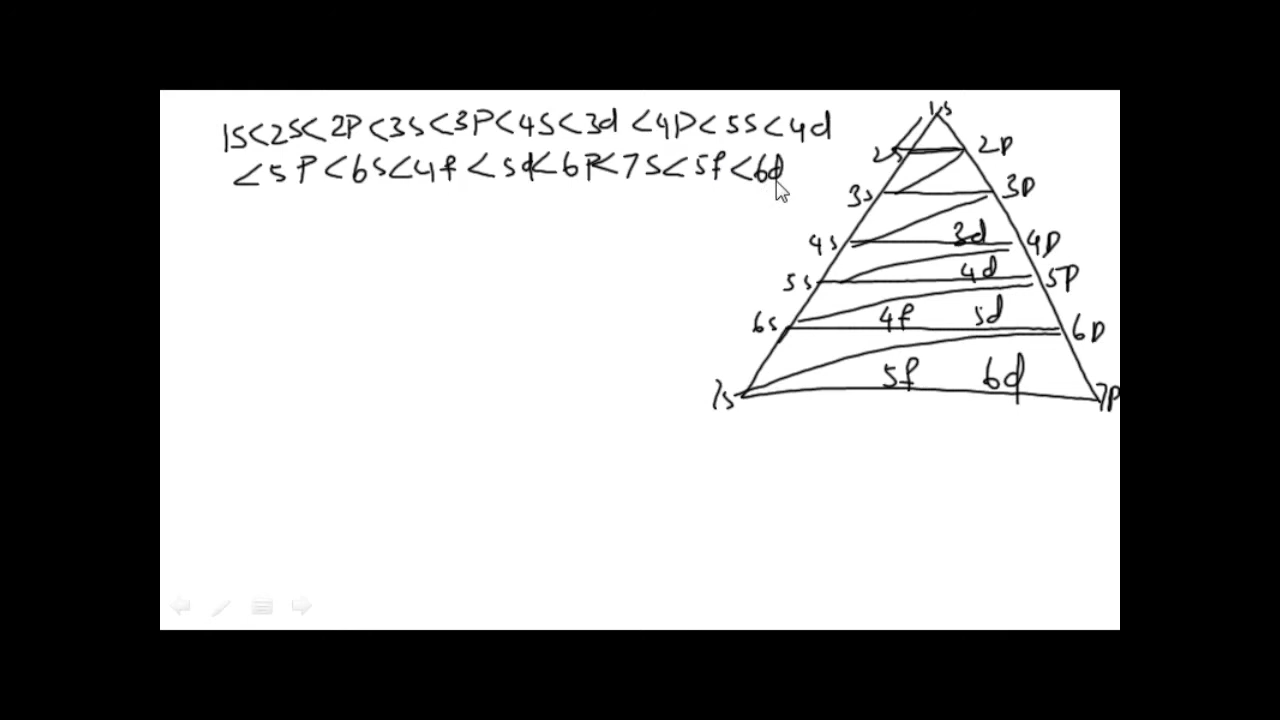 1s<2s<2P<3s<3P<4s<3d<4P<5s<4d
<5P<6s<4f<5d<6P<7s<5f<6d
1s
2s 2P
3s 3P
4s 3d 4P
5s 4d 5P
6s 4f 5d 6P
7s 5f 6d 7P